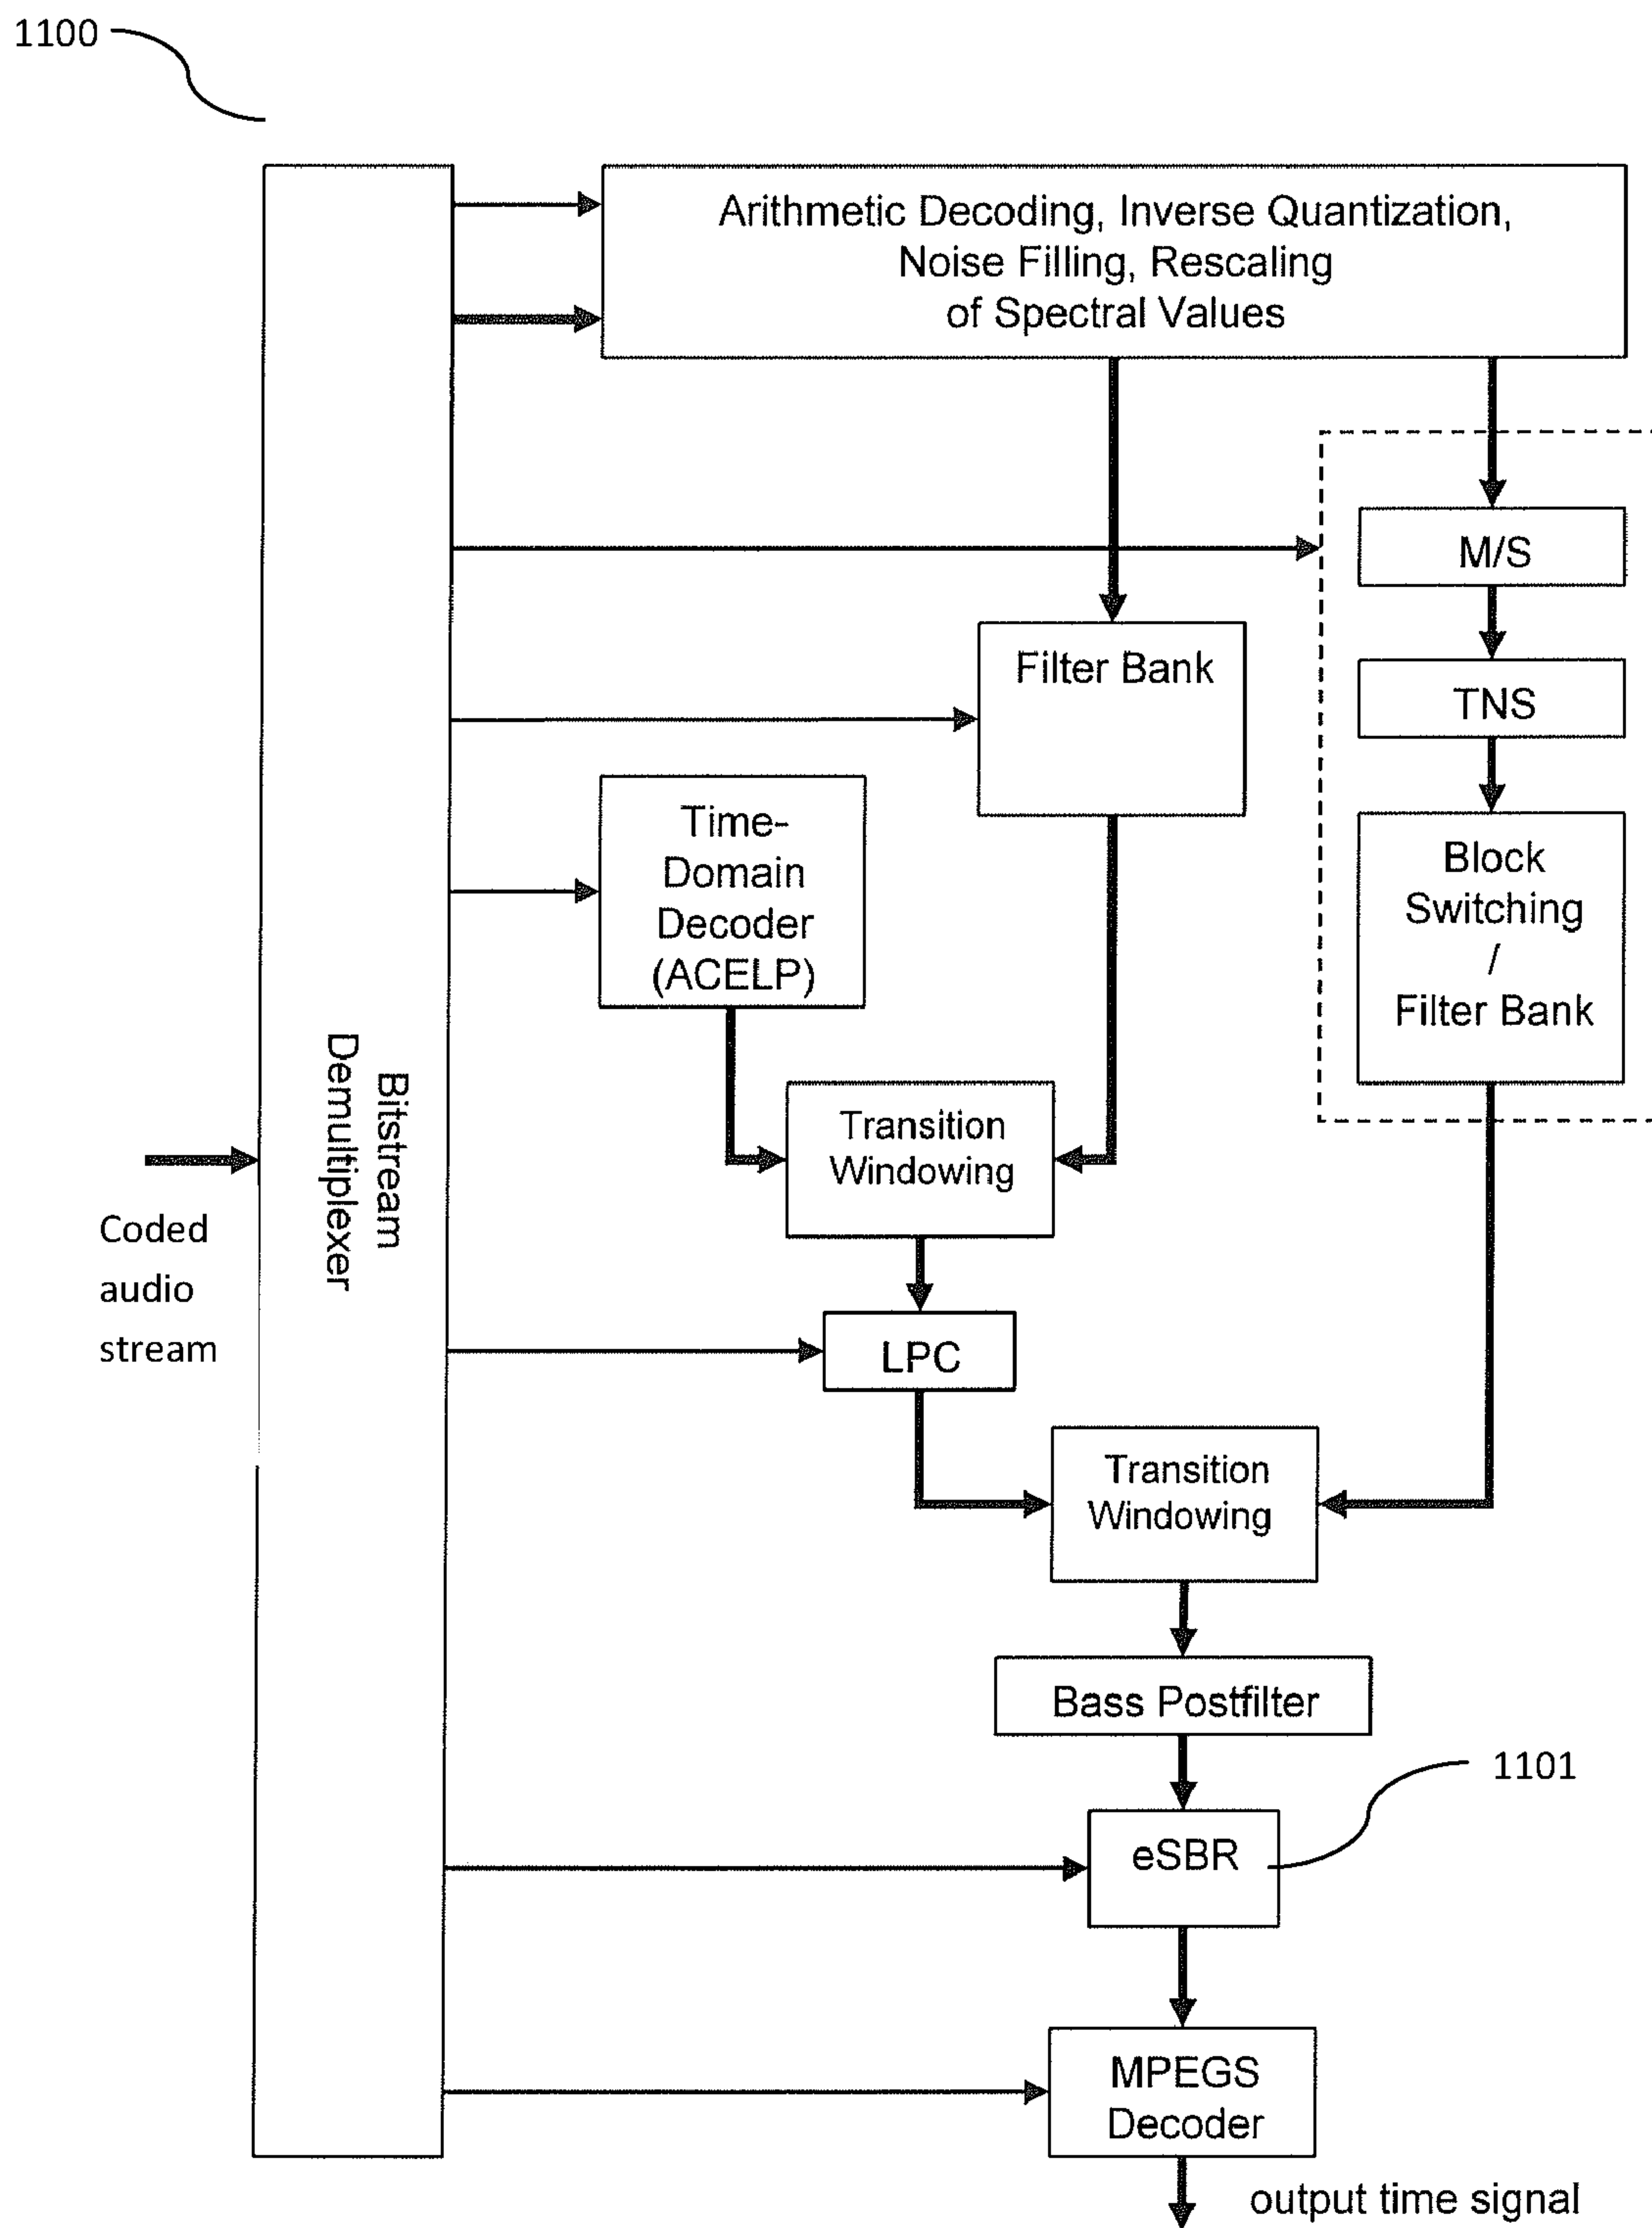 1100
Arithmetic Decoding, Inverse Quantization,
Noise Filling, Rescaling
of Spectral Values
M/S
Filter Bank
TNS
Time-
Domain
Decoder
(ACELP)
Block
Switching
/
Filter Bank
Bitstream
Demultiplexer
Transition
Windowing
Coded
audio
stream
LPC
Transition
Windowing
Bass Postfilter
1101
eSBR
MPEGS
Decoder
output time signal